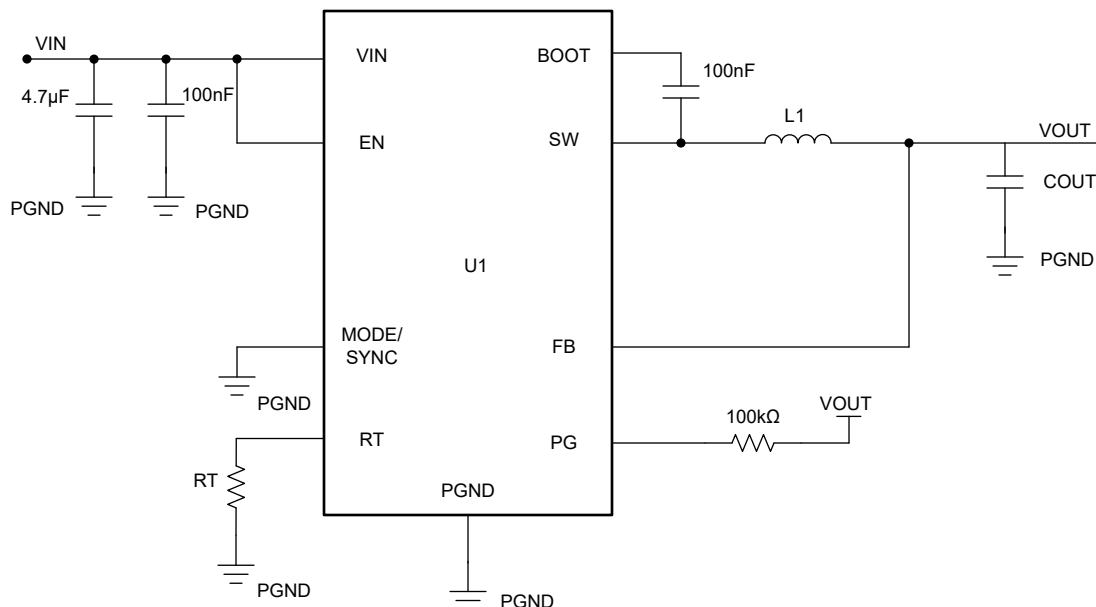 VIN
4.7µF
100nF
PGND
PGND
VIN
EN
MODE/
SYNC
PGND
RT
RT
PGND
U1
PGND
PGND
BOOT
100nF
SW
L1
VOUT
COUT
PGND
FB
PG
100kΩ
VOUT